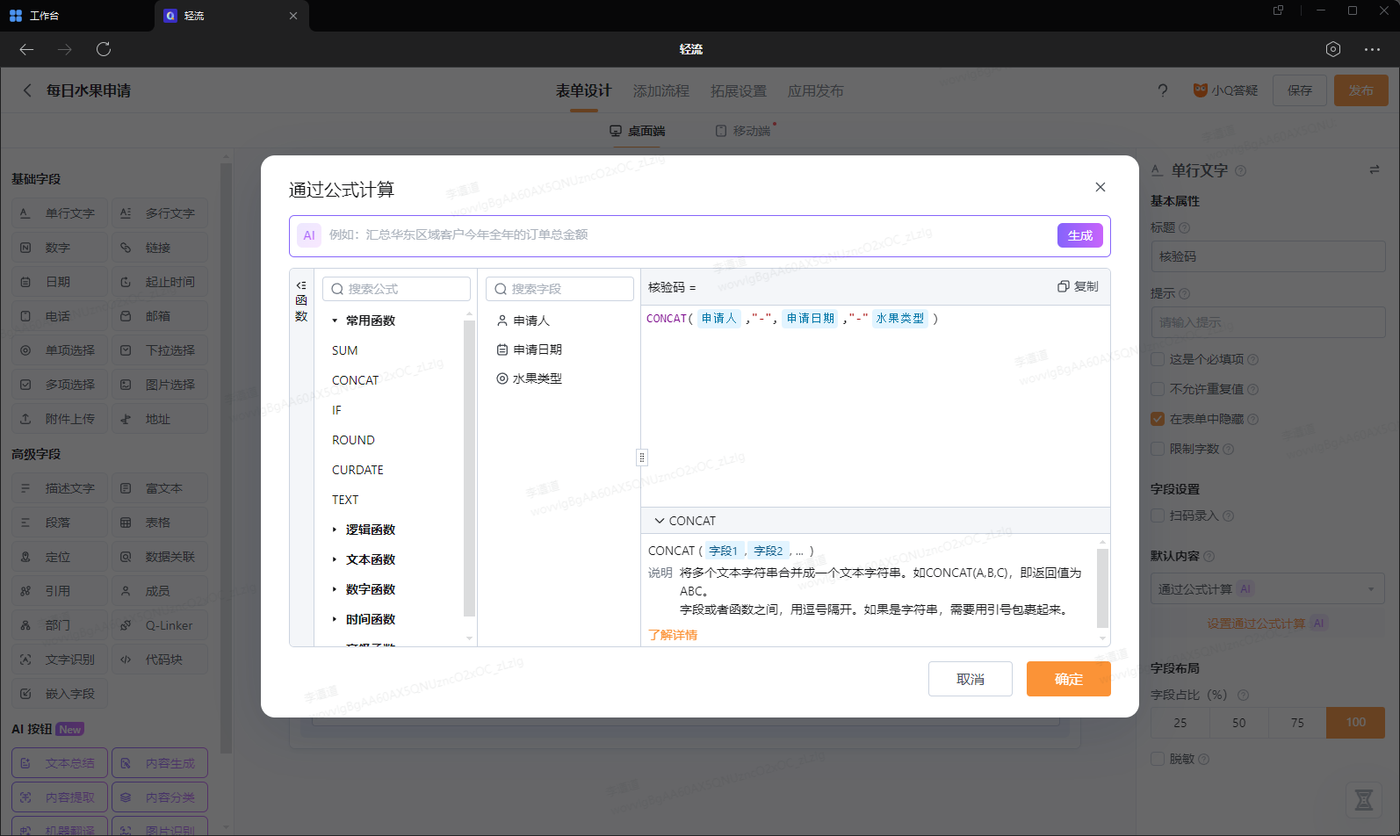 工作台
轻流
轻流
每日水果申请
表单设计 添加流程 拓展设置 应用发布
小Q答疑 保存 发布
桌面端 移动端
基础字段
单行文字 多行文字
数字 链接
日期 起止时间
电话 邮箱
单项选择 下拉选择
多项选择 图片选择
附件上传 地址
高级字段
描述文字 富文本
段落 表格
定位 数据关联
引用 成员
部门 Q-Linker
文字识别 代码块
嵌入字段
AI 按钮 New
文本总结 内容生成
内容提取 内容分类
机器翻译 图片识别
通过公式计算
AI 例如：汇总华东区域客户今年全年的订单总金额 生成
函数
搜索公式
常用函数
SUM
CONCAT
IF
ROUND
CURDATE
TEXT
逻辑函数
文本函数
数字函数
时间函数
搜索字段
申请人
申请日期
水果类型
核验码 = 复制
CONCAT( 申请人 ,"-", 申请日期 ,"-" 水果类型 )
CONCAT
CONCAT ( 字段1 , 字段2 , ... )
说明 将多个文本字符串合并成一个文本字符串。如CONCAT(A,B,C)，即返回值为
ABC。
字段或者函数之间，用逗号隔开。如果是字符串，需要用引号包裹起来。
了解详情
取消 确定
单行文字
基本属性
标题
核验码
提示
请输入提示
这是个必填项
不允许重复值
在表单中隐藏
限制字数
字段设置
扫码录入
默认内容
通过公式计算 AI
设置通过公式计算 AI
字段布局
字段占比（%）
25 50 75 100
脱敏